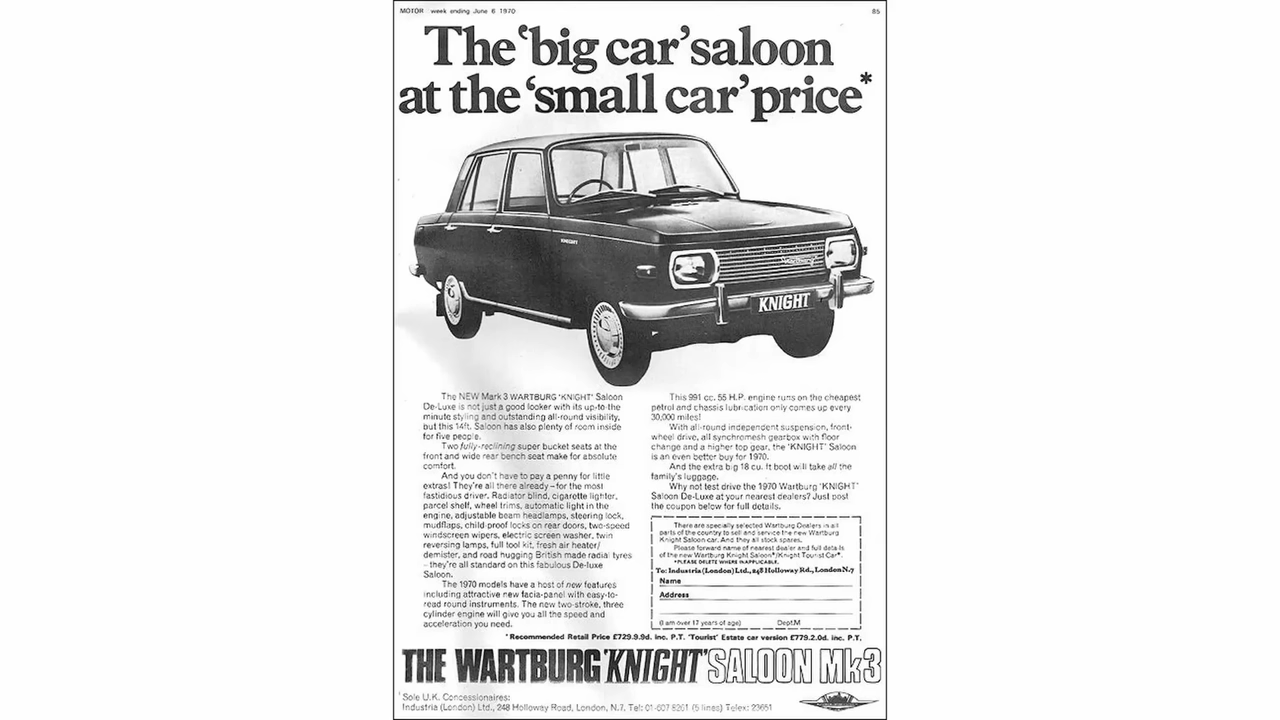 MOTOR week ending June 6 1970
85
The 'big car' saloon
at the 'small car' price*
KNIGHT
Wartburg
KNIGHT
The NEW Mark 3 WARTBURG 'KNIGHT' Saloon
De-Luxe is not just a good looker with its up-to-the
minute styling and outstanding all-round visibility,
but this 14ft. Saloon has also plenty of room inside
for five people.
Two fully-reclining super bucket seats at the
front and wide rear bench seat make for absolute
comfort.
And you don't have to pay a penny for little
extras! They're all there already–for the most
fastidious driver. Radiator blind, cigarette lighter,
parcel shelf, wheel trims, automatic light in the
engine, adjustable beam headlamps, steering lock,
mudflaps, child-proof locks on rear doors, two-speed
windscreen wipers, electric screen washer, twin
reversing lamps, full tool kit, fresh air heater/
demister, and road hugging British made radial tyres
– they're all standard on this fabulous De-luxe
Saloon.
The 1970 models have a host of new features
including attractive new facia-panel with easy-to-
read round instruments. The new two-stroke, three
cylinder engine will give you all the speed and
acceleration you need.
This 991 cc. 55 H.P. engine runs on the cheapest
petrol and chassis lubrication only comes up every
30,000 miles!
With all-round independent suspension, front-
wheel drive, all synchromesh gearbox with floor
change and a higher top gear, the 'KNIGHT' Saloon
is an even better buy for 1970.
And the extra big 18 cu. ft boot will take all the
family's luggage.
Why not test drive the 1970 Wartburg 'KNIGHT'
Saloon De-Luxe at your nearest dealers? Just post
the coupon below for full details.
There are specially selected Wartburg Dealers in all
parts of the country to sell and service the new Wartburg
Knight Saloon car. And they all stock spares.
Please forward name of nearest dealer and full details
of the new Wartburg Knight Saloon*/Knight Tourist Car*.
*PLEASE DELETE WHERE INAPPLICABLE.
To: Industria (London) Ltd., 248 Holloway Rd., London N.7
Name
Address
(I am over 17 years of age) Dept.M
*Recommended Retail Price £729.9.9d. inc. P.T. 'Tourist' Estate car version £779.2.0d. inc. P.T.
THE WARTBURG 'KNIGHT' SALOON Mk3
Sole U.K. Concessionaires:
Industria (London) Ltd., 248 Holloway Road, London, N.7. Tel: 01-607 8261 (5 lines) Telex: 23651